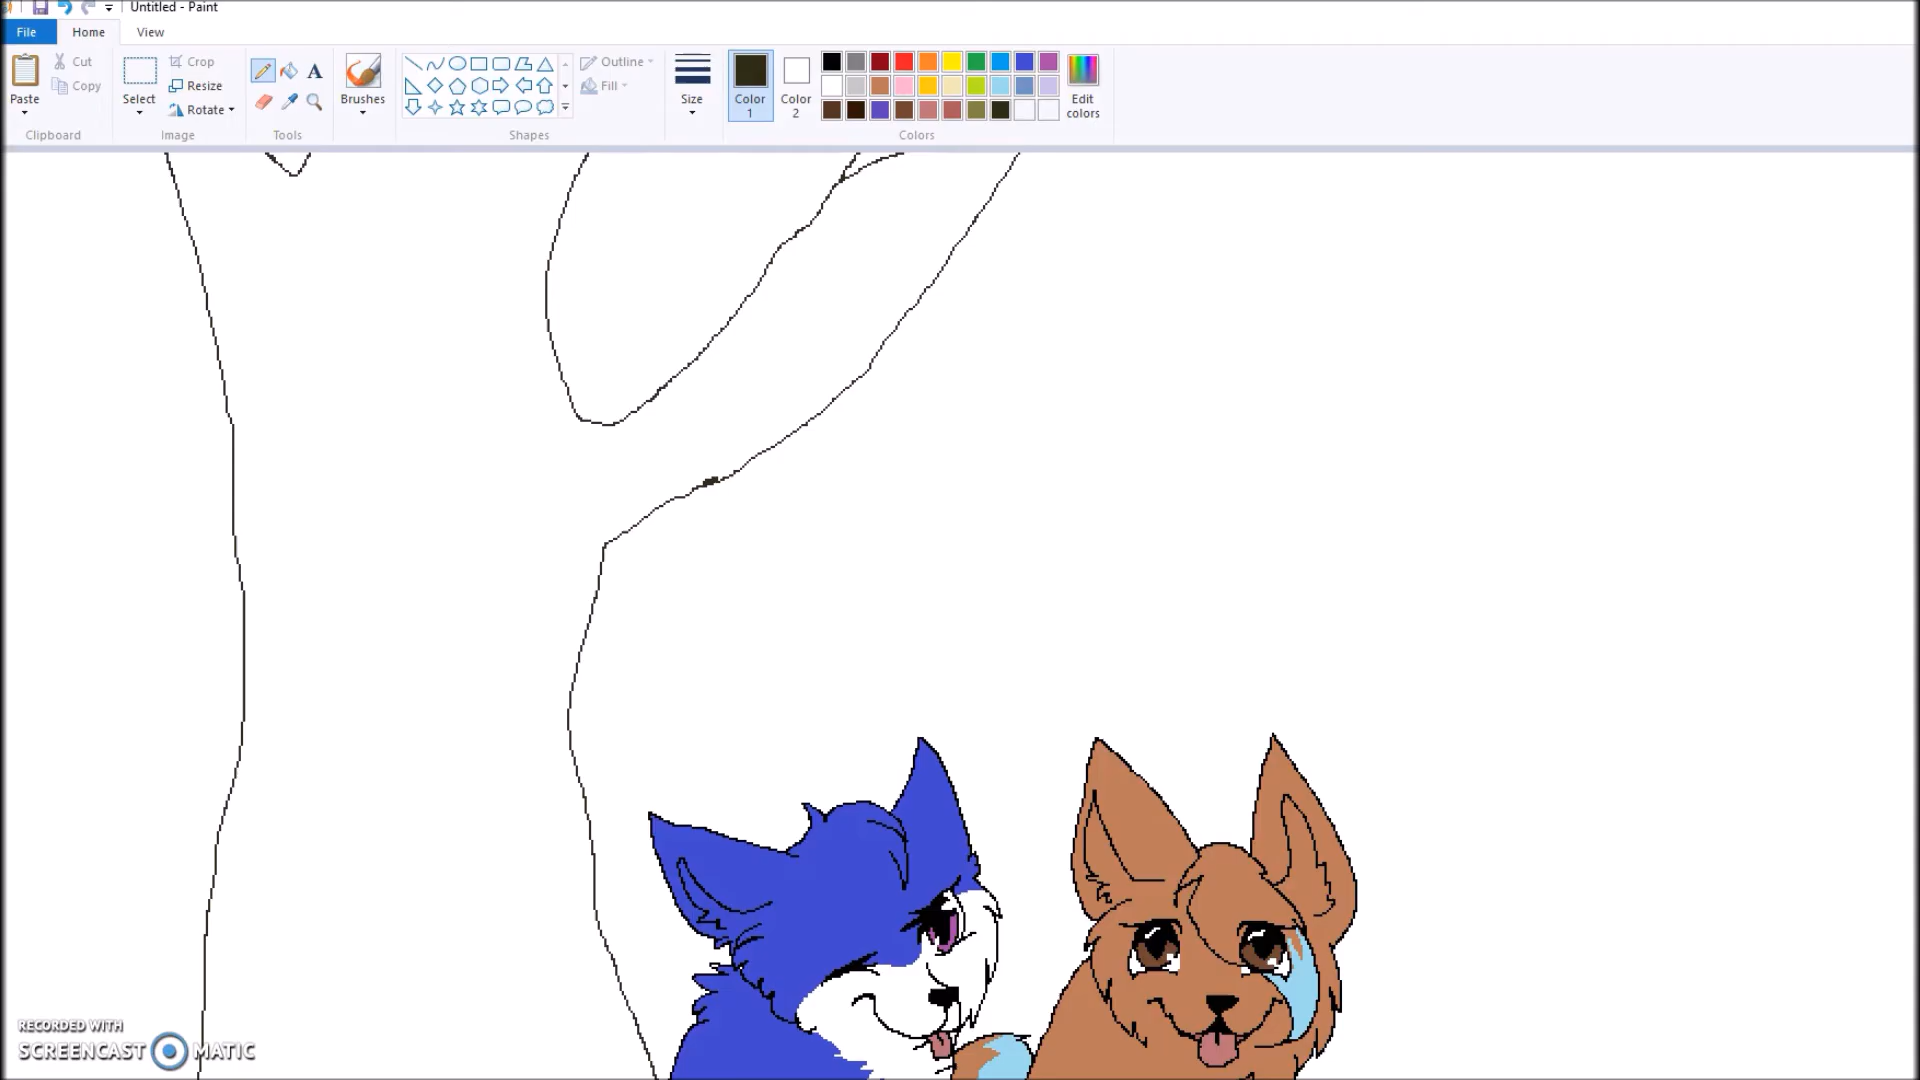 Untitled - Paint
File Home View
Paste
Cut
Copy
Clipboard
Select
Crop
Resize
Rotate
Image
A
Tools
Brushes
Outline
Fill
Shapes
Size
Color 1
Color 2
Edit colors
Colors
RECORDED WITH
SCREENCAST MATIC